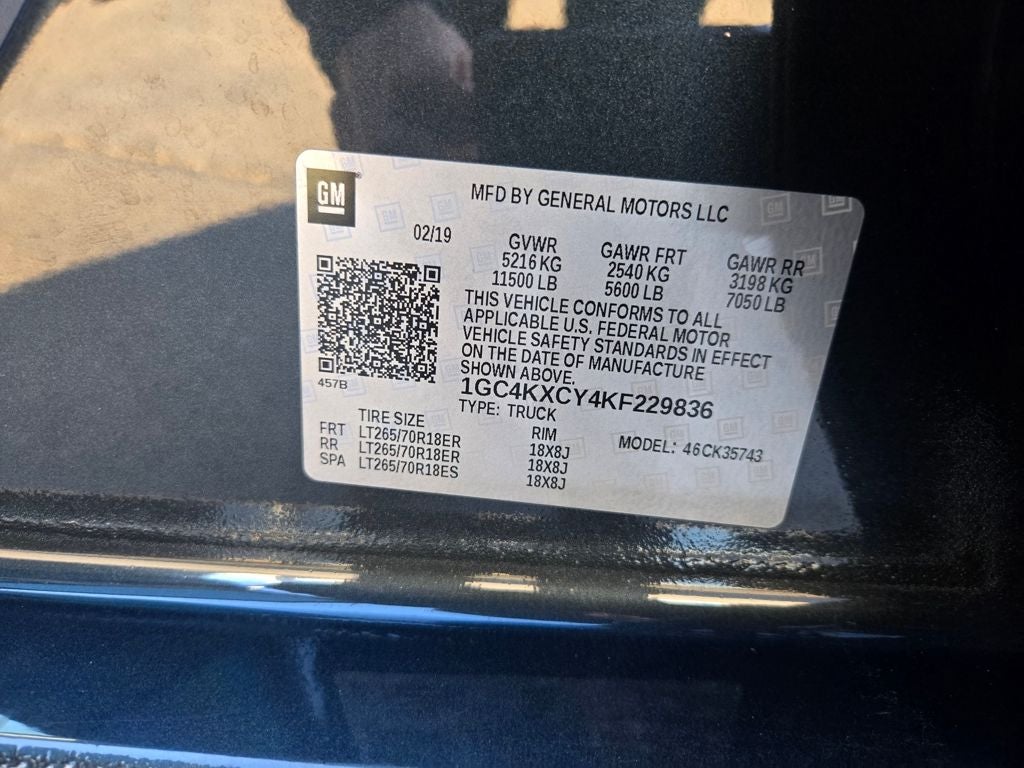 GM
MFD BY GENERAL MOTORS LLC
02/19
GVWR
5216 KG
11500 LB
GAWR FRT
2540 KG
5600 LB
GAWR RR
3198 KG
7050 LB
THIS VEHICLE CONFORMS TO ALL
APPLICABLE U.S. FEDERAL MOTOR
VEHICLE SAFETY STANDARDS IN EFFECT
ON THE DATE OF MANUFACTURE
SHOWN ABOVE.
457B
1GC4KXCY4KF229836
TYPE: TRUCK
MODEL: 46CK35743
TIRE SIZE RIM
FRT LT265/70R18ER 18X8J
RR LT265/70R18ER 18X8J
SPA LT265/70R18ES 18X8J